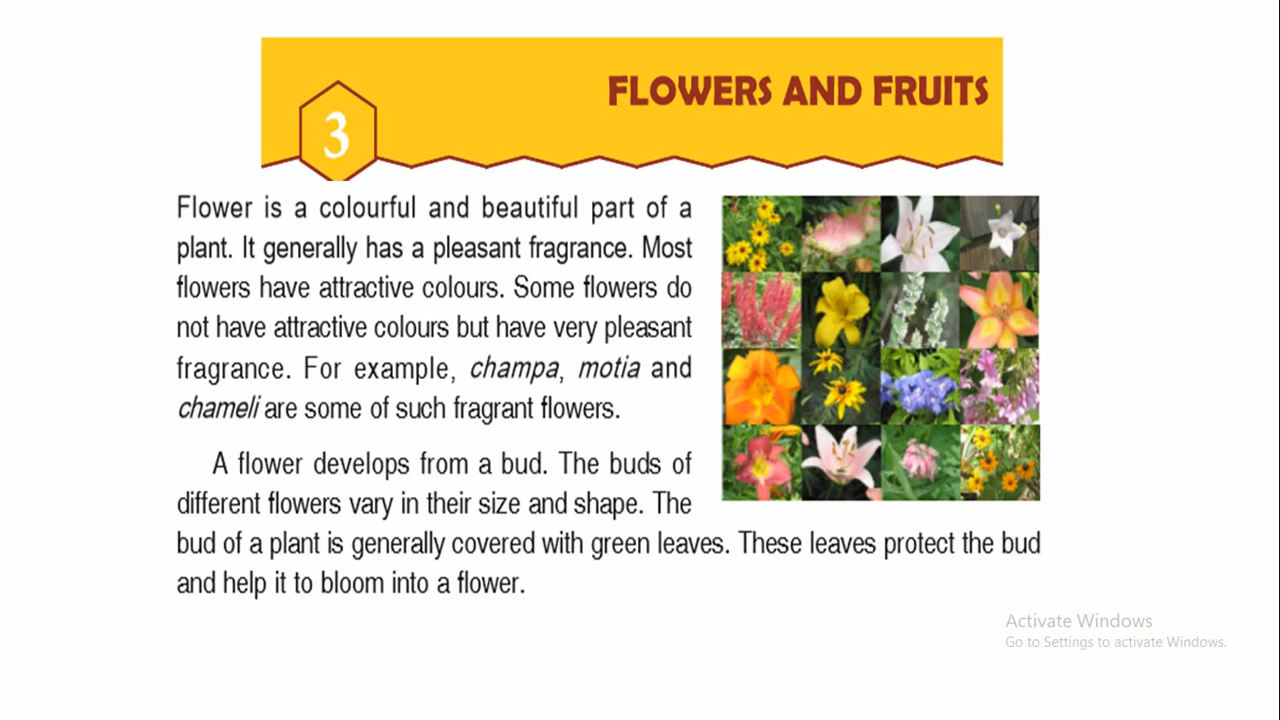 FLOWERS AND FRUITS
3
Flower is a colourful and beautiful part of a
plant. It generally has a pleasant fragrance. Most
flowers have attractive colours. Some flowers do
not have attractive colours but have very pleasant
fragrance. For example, champa, motia and
chameli are some of such fragrant flowers.
A flower develops from a bud. The buds of
different flowers vary in their size and shape. The
bud of a plant is generally covered with green leaves. These leaves protect the bud
and help it to bloom into a flower.
Activate Windows
Go to Settings to activate Windows.